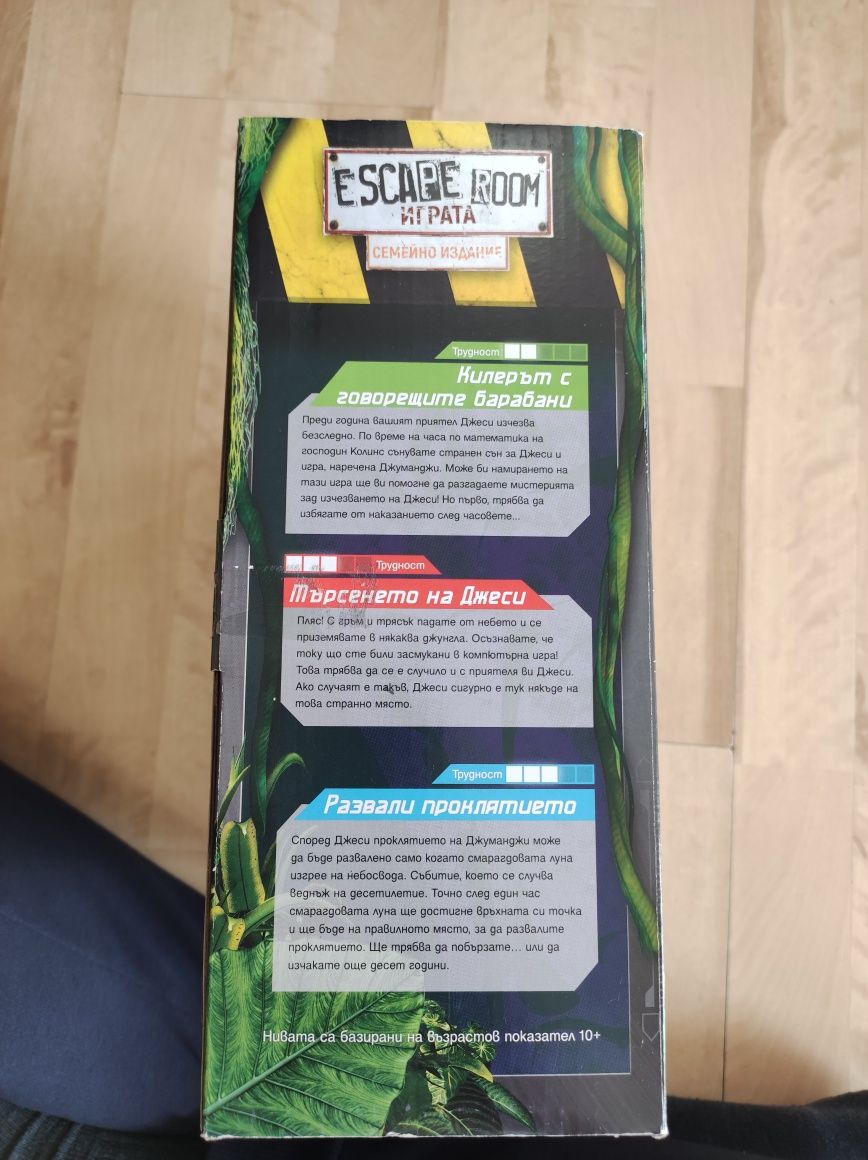 ESCAPE ROOM
ИГРАТА
СЕМЕЙНО ИЗДАНИЕ
Трудност
Килерът с
говорещите барабани
Преди година вашият приятел Джеси изчезва
безследно. По време на часа по математика на
господин Колинс сънувате странен сън за Джеси и
игра, наречена Джуманджи. Може би намирането на
тази игра ще ви помогне да разгадаете мистерията
зад изчезването на Джеси! Но първо, трябва да
избягате от наказанието след часовете...
Трудност
Търсенето на Джеси
Пляс! С гръм и трясък падате от небето и се
приземявате в някаква джунгла. Осъзнавате, че
току що сте били засмукани в компютърна игра!
Това трябва да се е случило и с приятеля ви Джеси.
Ако случаят е такъв, Джеси сигурно е тук някъде на
това странно място.
Трудност
Развали проклятието
Според Джеси проклятието на Джуманджи може
да бъде развалено само когато смарагдовата луна
изгрее на небосвода. Събитие, което се случва
веднъж на десетилетие. Точно след един час
смарагдовата луна ще достигне връхната си точка
и ще бъде на правилното място, за да развалите
проклятието. Ще трябва да побързате... или да
изчакате още десет години.
Нивата са базирани на възрастов показател 10+